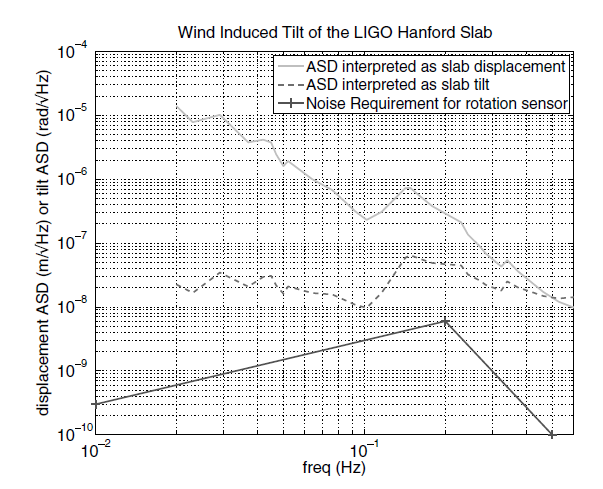 Wind Induced Tilt of the LIGO Hanford Slab
ASD interpreted as slab displacement
ASD interpreted as slab tilt
Noise Requirement for rotation sensor
displacement ASD (m/√Hz) or tilt ASD (rad/√Hz)
10⁻⁴
10⁻⁵
10⁻⁶
10⁻⁷
10⁻⁸
10⁻⁹
10⁻¹⁰
10⁻²
10⁻¹
freq (Hz)